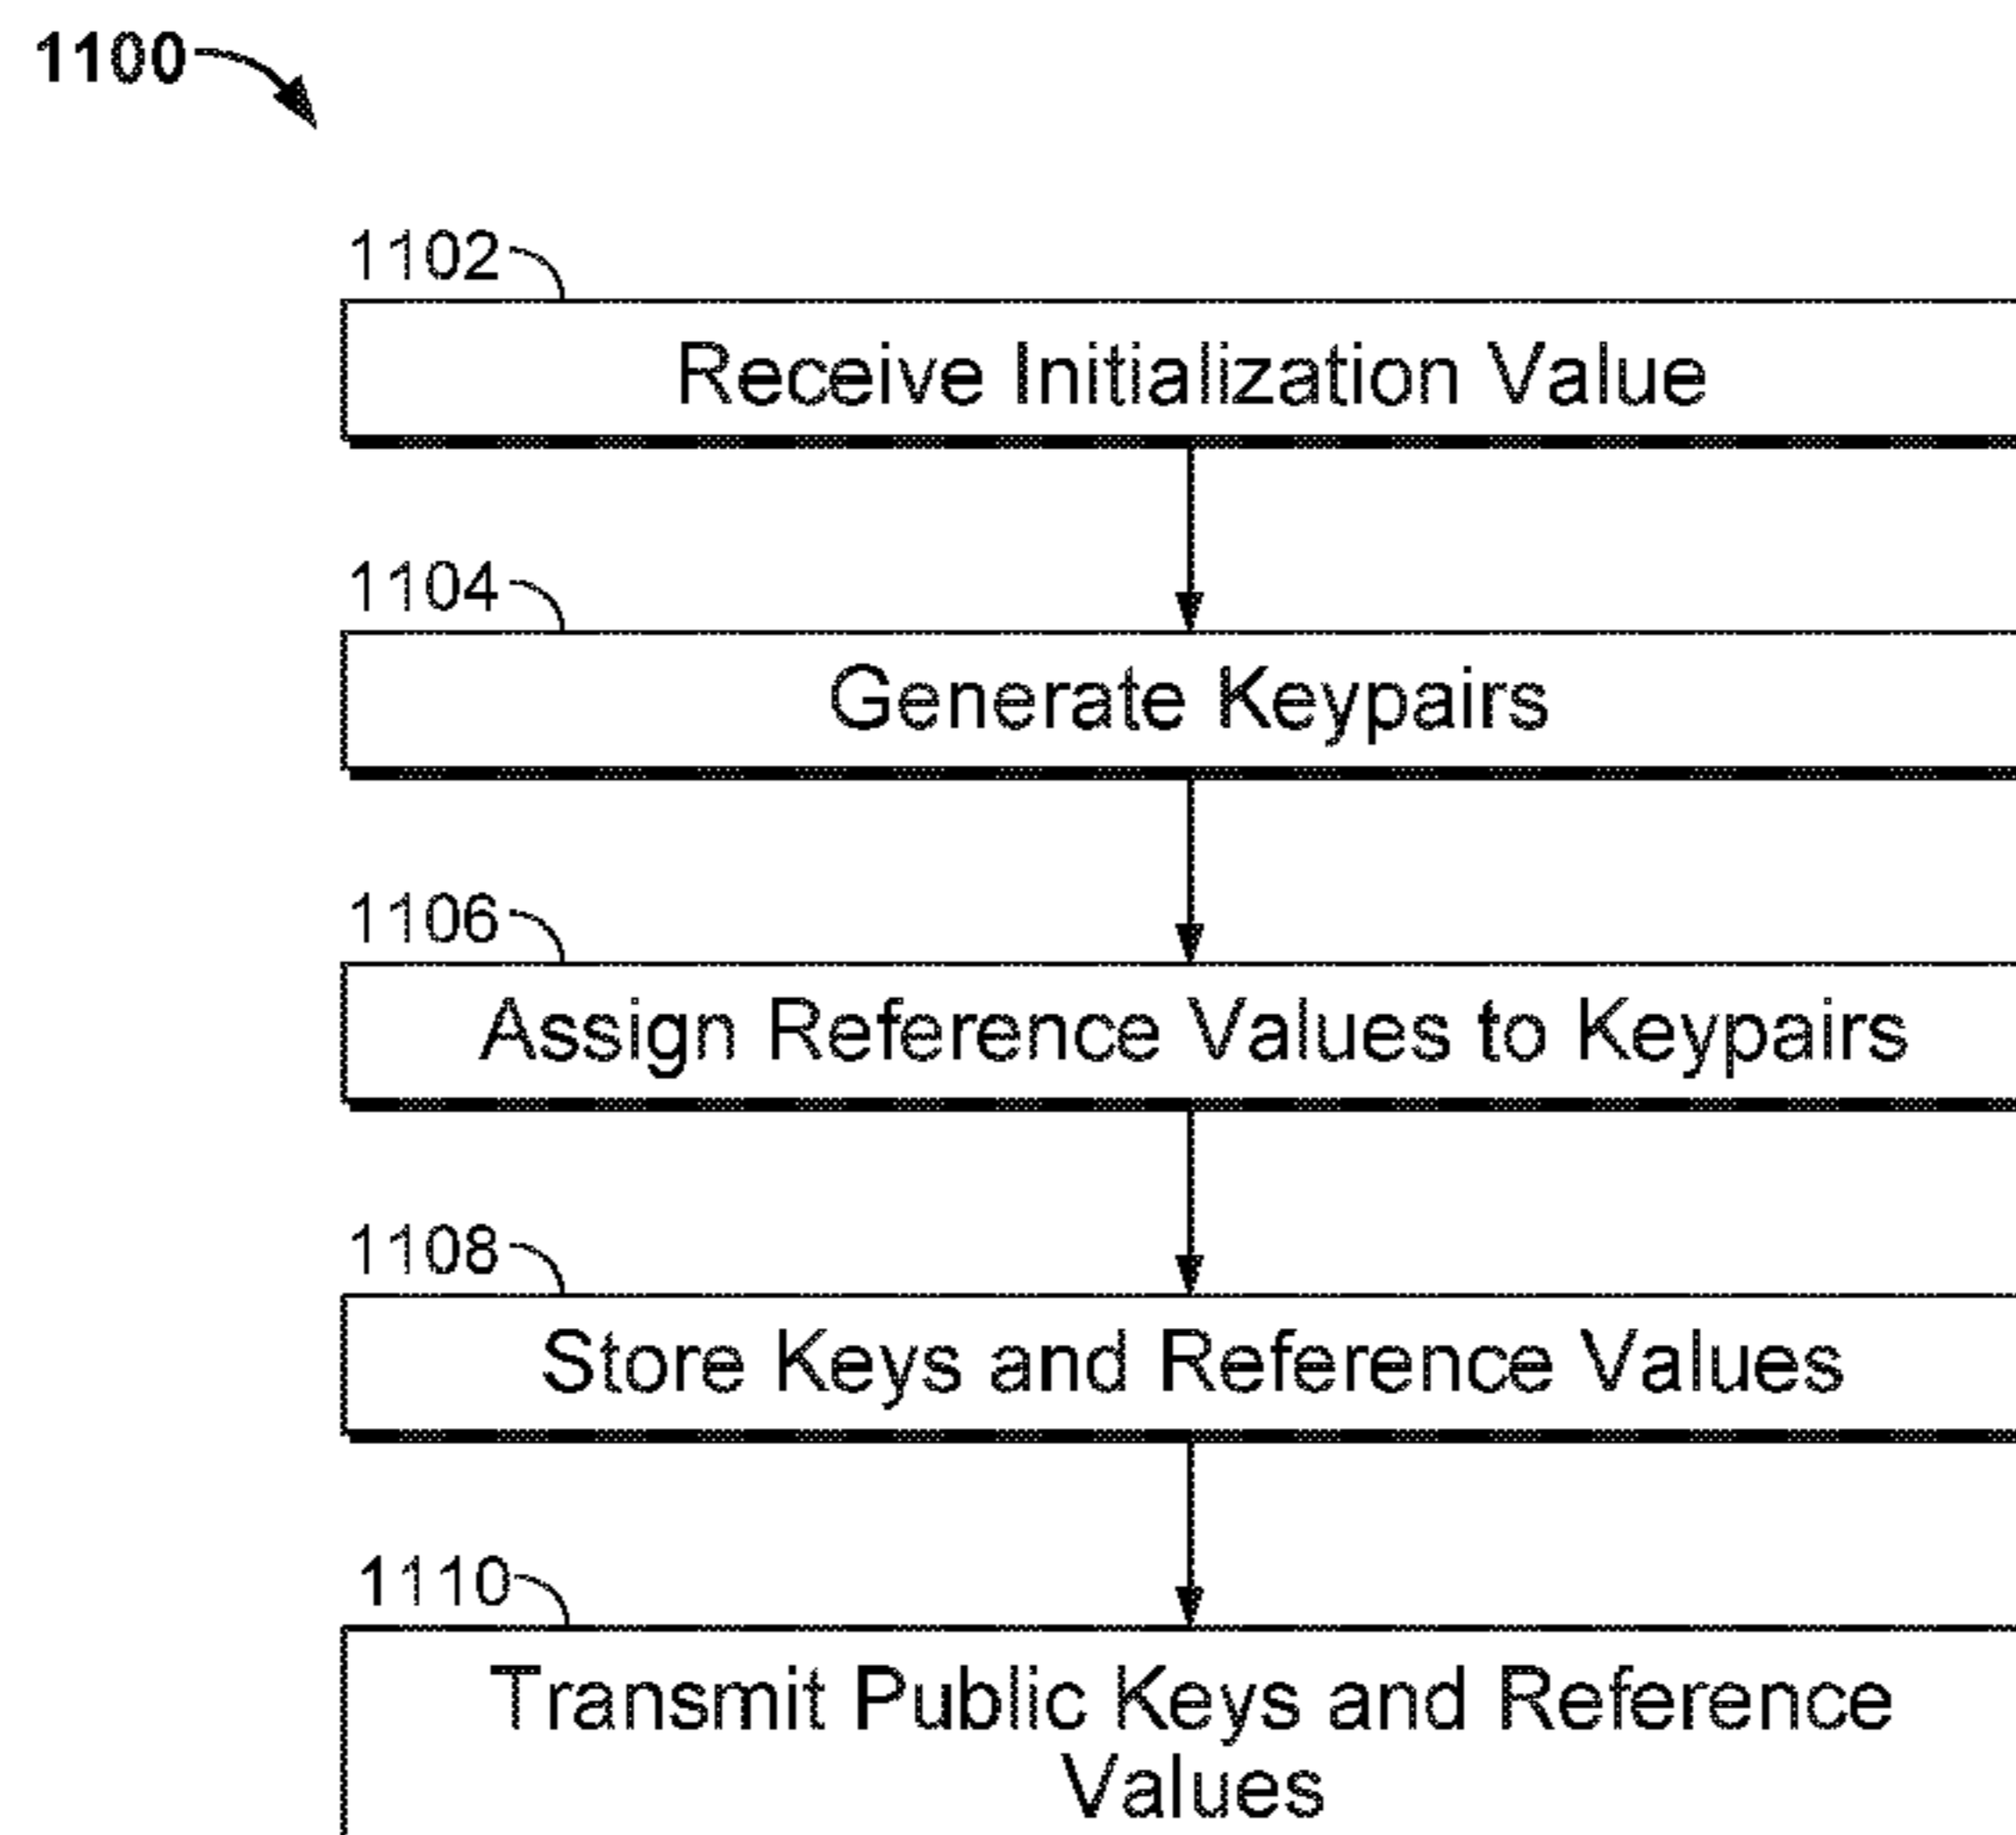 1100
1102
Receive Initialization Value
1104
Generate Keypairs
1106
Assign Reference Values to Keypairs
1108
Store Keys and Reference Values
1110
Transmit Public Keys and Reference
Values